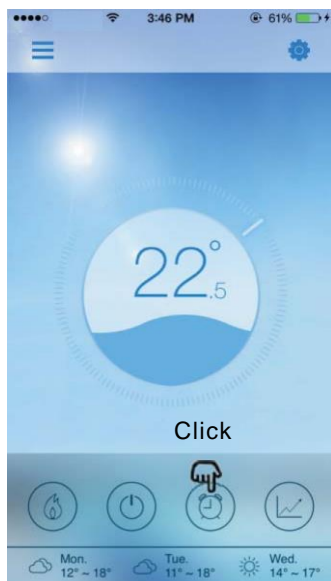 3:46 PM 61%
22°.5
Click
Mon. Tue. Wed.
12° ~ 18° 11° ~ 18° 14° ~ 17°